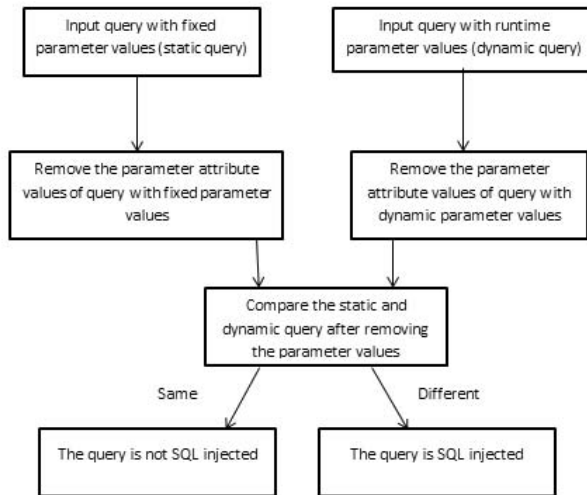 Input query with fixed
parameter values (static query)
Input query with runtime
parameter values (dynamic query)
Remove the parameter attribute
values of query with fixed parameter
values
Remove the parameter
attribute values of query with
dynamic parameter values
Compare the static and
dynamic query after removing
the parameter values
Same
Different
The query is not SQL injected
The query is SQL injected